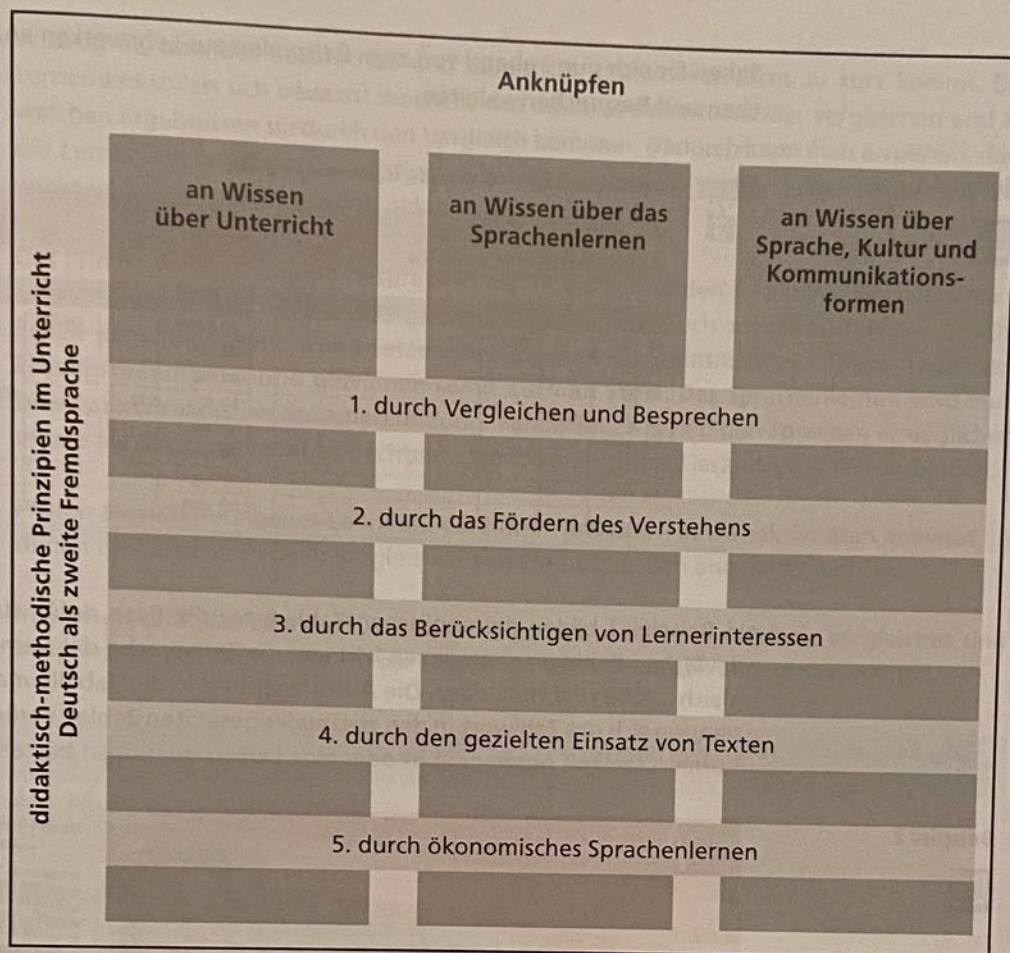 Anknüpfen
an Wissen
über Unterricht
an Wissen über das
Sprachenlernen
an Wissen über
Sprache, Kultur und
Kommunikations-
formen
didaktisch-methodische Prinzipien im Unterricht
Deutsch als zweite Fremdsprache
1. durch Vergleichen und Besprechen
2. durch das Fördern des Verstehens
3. durch das Berücksichtigen von Lernerinteressen
4. durch den gezielten Einsatz von Texten
5. durch ökonomisches Sprachenlernen